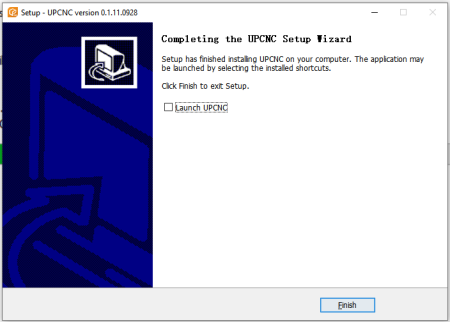 Setup - UPCNC version 0.1.11.0928
Completing the UPCNC Setup Wizard
Setup has finished installing UPCNC on your computer. The application may
be launched by selecting the installed shortcuts.
Click Finish to exit Setup.
Launch UPCNC
Finish